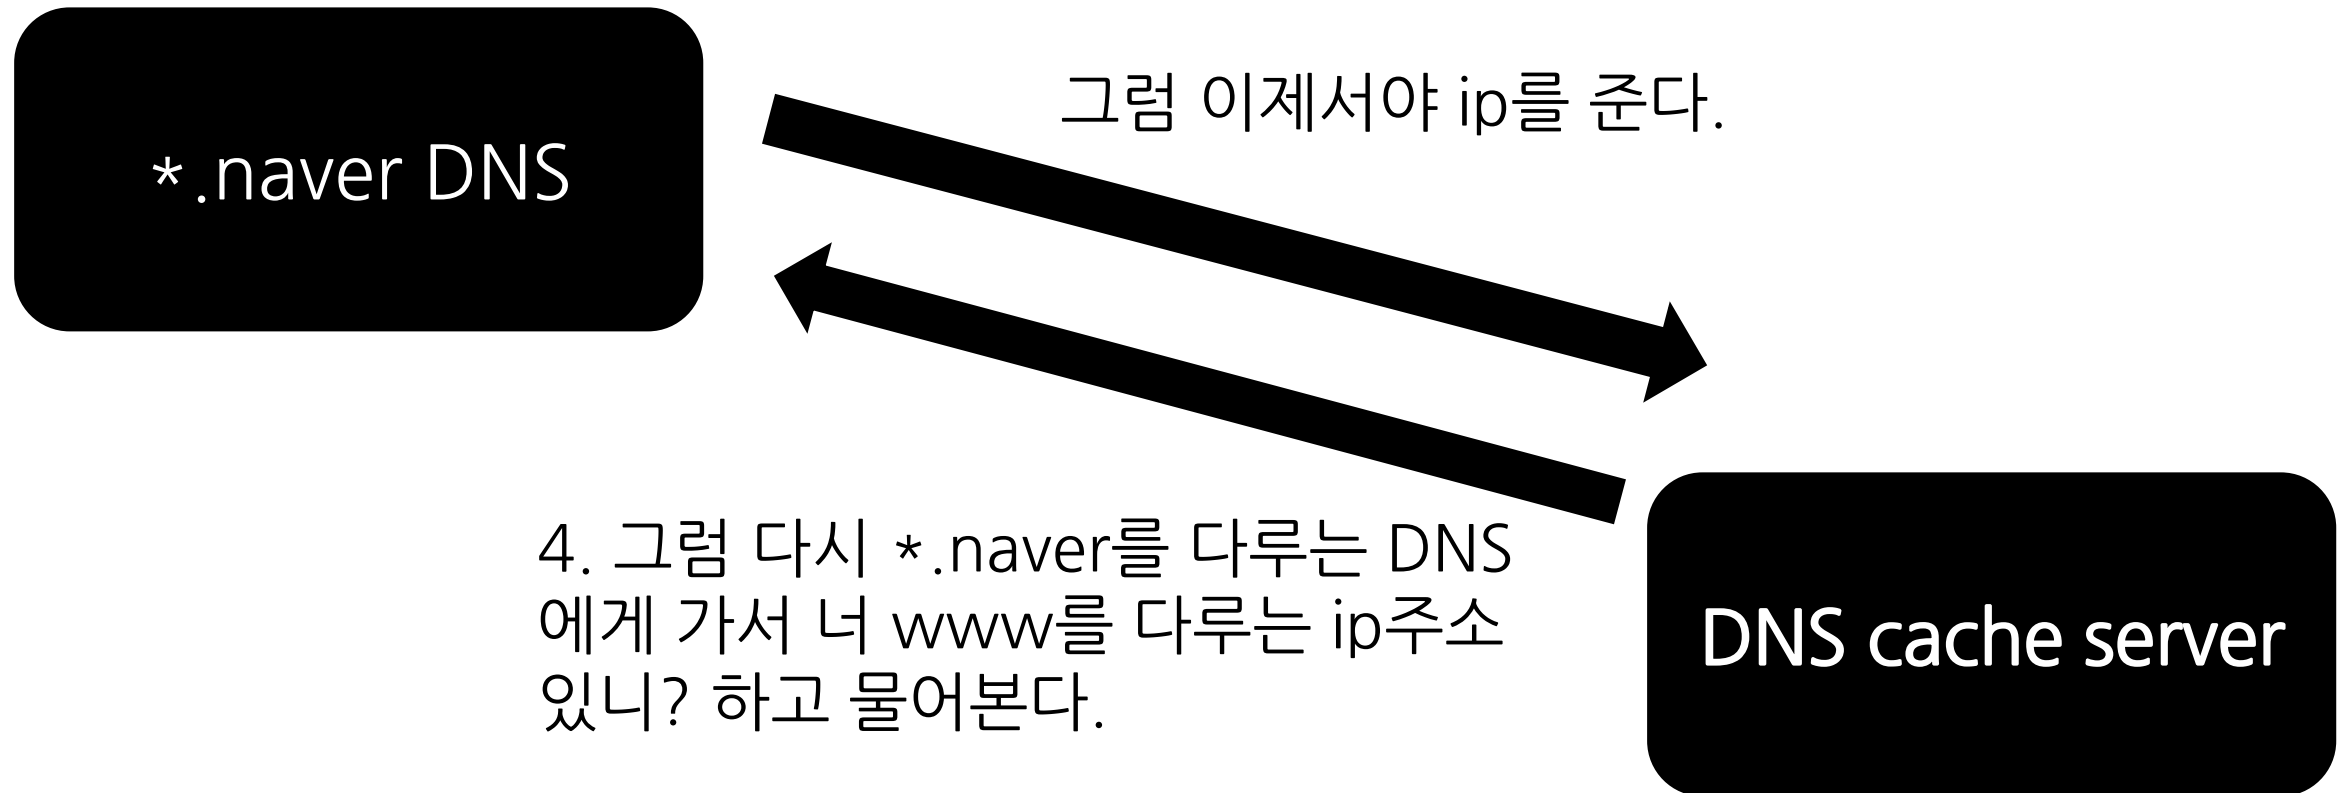 그럼 이제서야 ip를 준다.
*.naver DNS
4. 그럼 다시 *.naver를 다루는 DNS
에게 가서 너 www를 다루는 ip주소
있니? 하고 물어본다.
DNS cache server